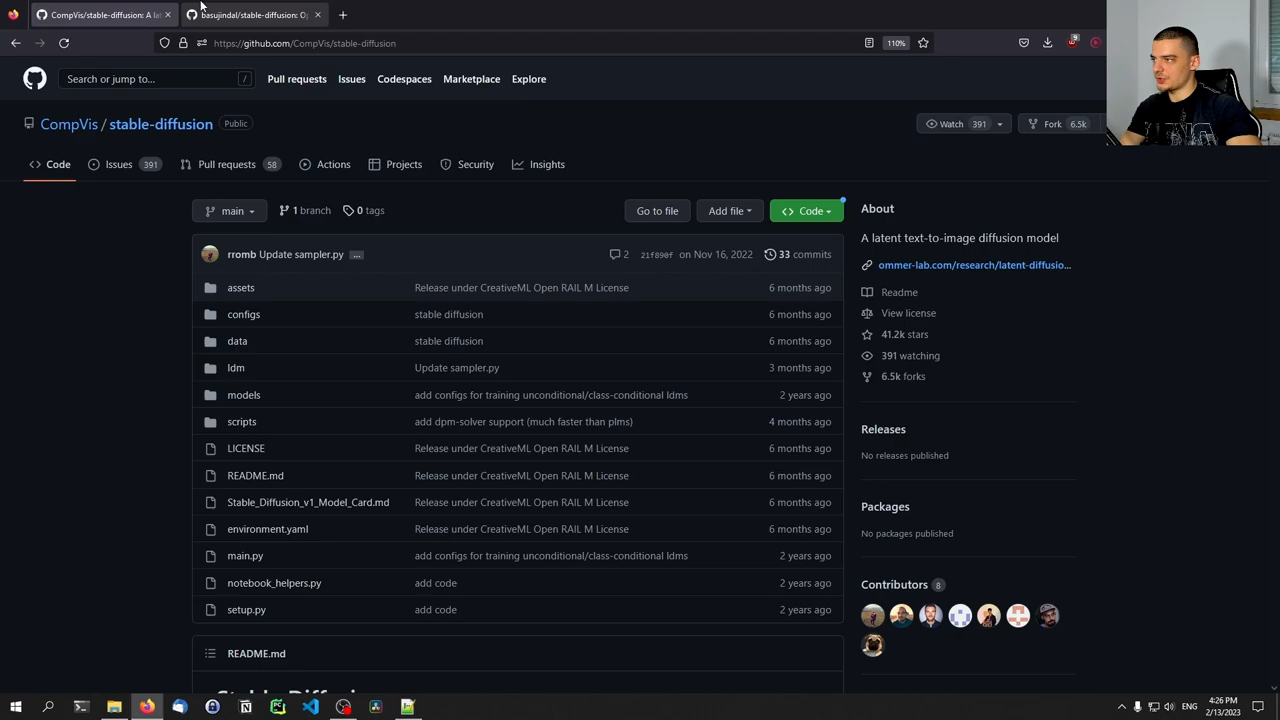 CompVis/stable-diffusion: A lat
basujindal/stable-diffusion: Op
https://github.com/CompVis/stable-diffusion
110%
9
Search or jump to...
/
Pull requests
Issues
Codespaces
Marketplace
Explore
CompVis / stable-diffusion
Public
Watch 391
Fork 6.5k
Code
Issues 391
Pull requests 58
Actions
Projects
Security
Insights
main
1 branch
0 tags
Go to file
Add file
Code
About
A latent text-to-image diffusion model
ommer-lab.com/research/latent-diffusio...
Readme
View license
41.2k stars
391 watching
6.5k forks
rromb Update sampler.py ...
2
21f890f on Nov 16, 2022
33 commits
assets Release under CreativeML Open RAIL M License 6 months ago
configs stable diffusion 6 months ago
data stable diffusion 6 months ago
ldm Update sampler.py 3 months ago
models add configs for training unconditional/class-conditional ldms 2 years ago
scripts add dpm-solver support (much faster than plms) 4 months ago
LICENSE Release under CreativeML Open RAIL M License 6 months ago
README.md Release under CreativeML Open RAIL M License 6 months ago
Stable_Diffusion_v1_Model_Card.md Release under CreativeML Open RAIL M License 6 months ago
environment.yaml Release under CreativeML Open RAIL M License 6 months ago
main.py add configs for training unconditional/class-conditional ldms 2 years ago
notebook_helpers.py add code 2 years ago
setup.py add code 2 years ago
Releases
No releases published
Packages
No packages published
Contributors 8
README.md
Stable Diffusion
ENG
4:26 PM
2/13/2023